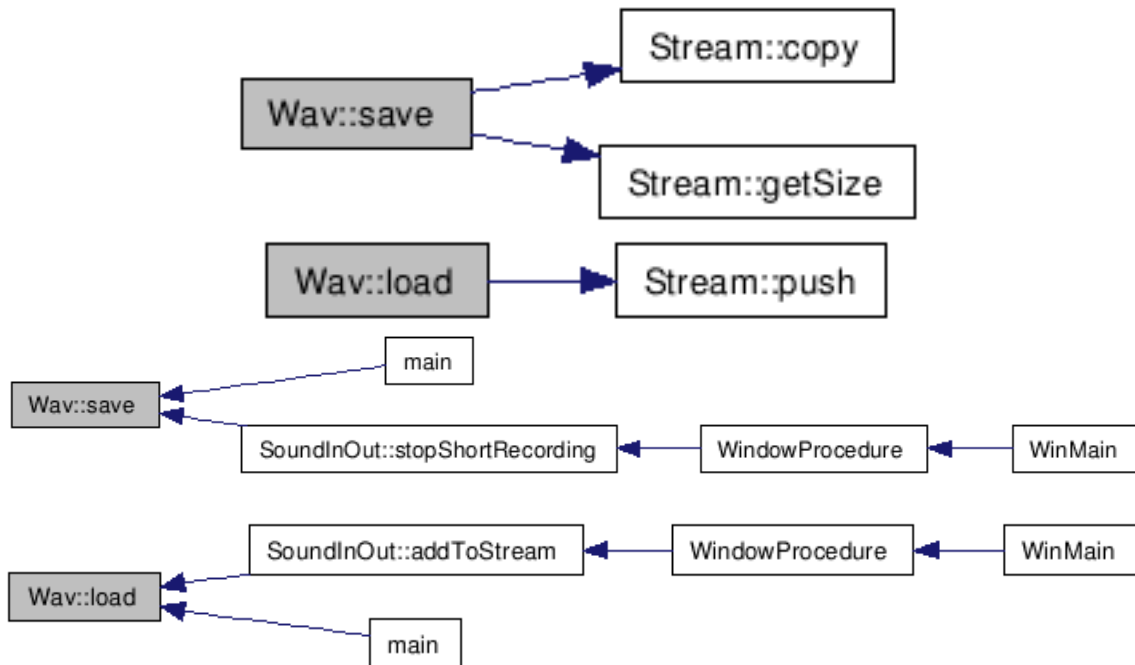 Stream::copy
Wav::save
Stream::getSize
Wav::load
Stream::push
main
Wav::save
SoundInOut::stopShortRecording
WindowProcedure
WinMain
SoundInOut::addToStream
WindowProcedure
WinMain
Wav::load
main